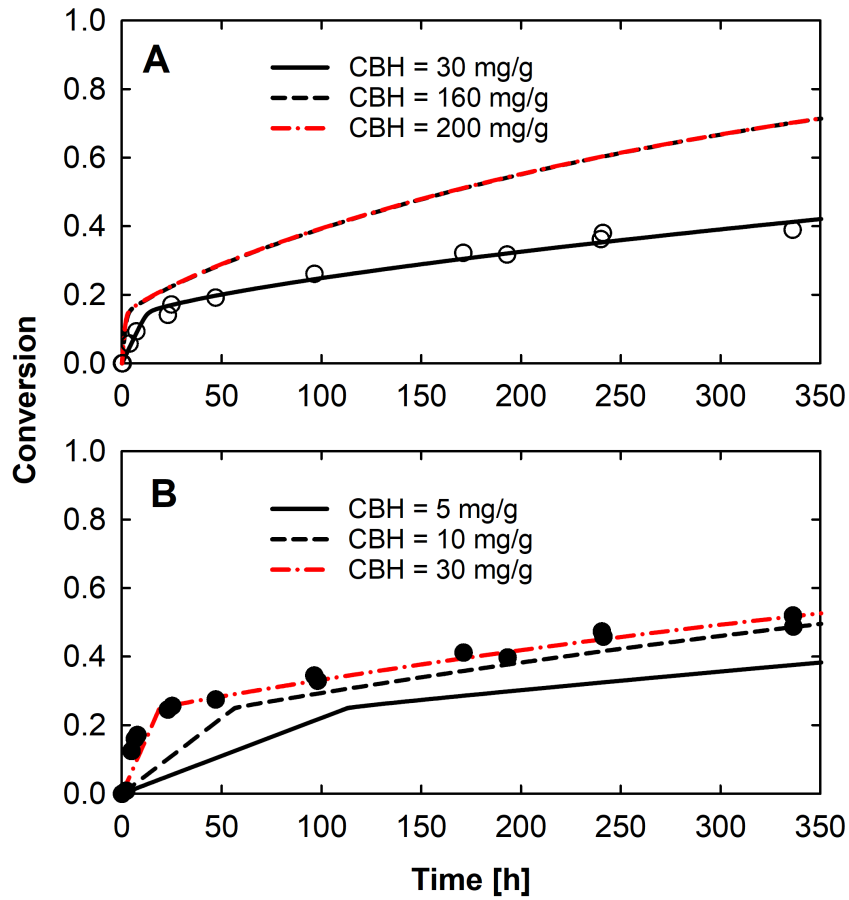 1.0
A
CBH = 30 mg/g
0.8
CBH = 160 mg/g
CBH = 200 mg/g
0.6
0.4
0.2
0.0
0 50 100 150 200 250 300 350
Conversion
1.0
B
CBH = 5 mg/g
0.8
CBH = 10 mg/g
CBH = 30 mg/g
0.6
0.4
0.2
0.0
0 50 100 150 200 250 300 350
Time [h]